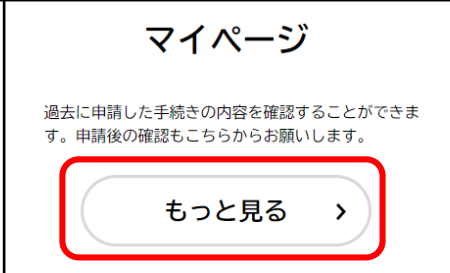 マイページ
過去に申請した手続きの内容を確認することができま
す。申請後の確認もこちらからお願いします。
もっと見る